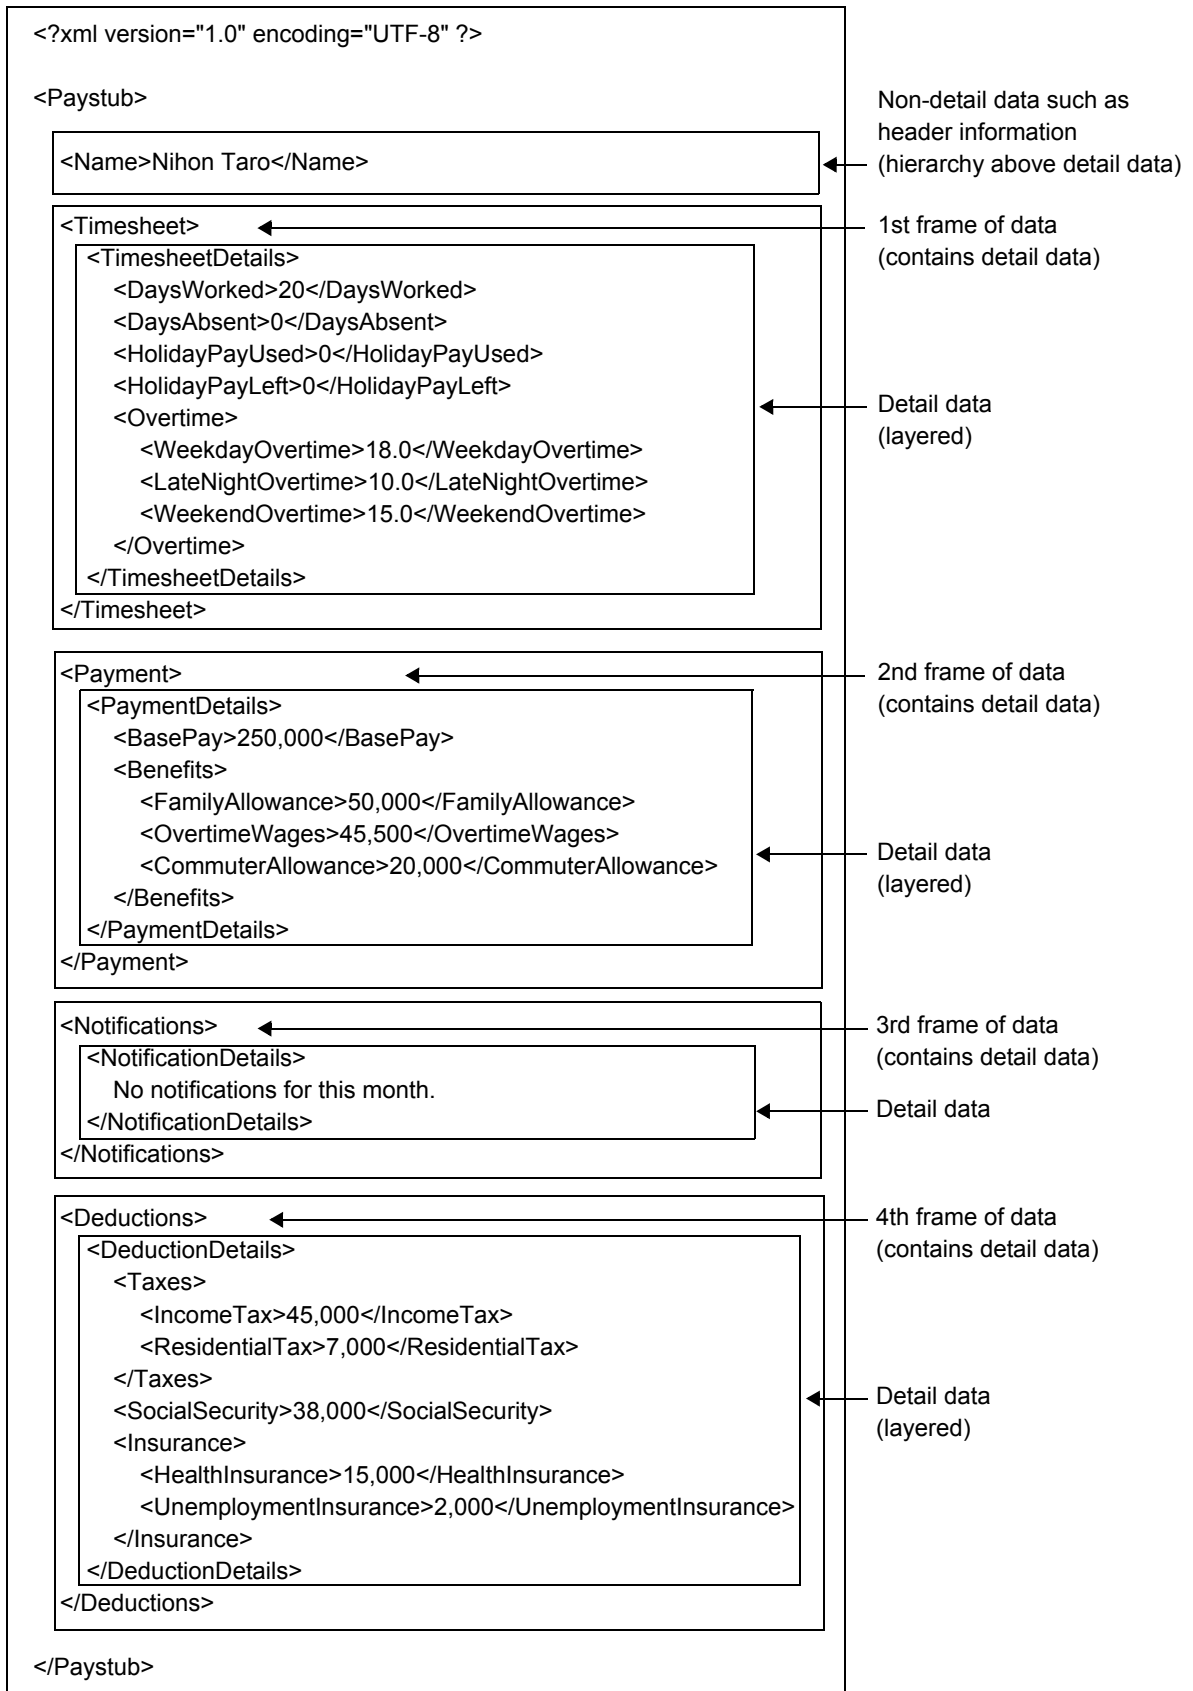 <?xml version="1.0" encoding="UTF-8" ?>
<Paystub>
Non-detail data such as
header information
(hierarchy above detail data)
<Name>Nihon Taro</Name>
<Timesheet>
1st frame of data
(contains detail data)
<TimesheetDetails>
<DaysWorked>20</DaysWorked>
<DaysAbsent>0</DaysAbsent>
<HolidayPayUsed>0</HolidayPayUsed>
<HolidayPayLeft>0</HolidayPayLeft>
<Overtime>
<WeekdayOvertime>18.0</WeekdayOvertime>
<LateNightOvertime>10.0</LateNightOvertime>
<WeekendOvertime>15.0</WeekendOvertime>
</Overtime>
</TimesheetDetails>
</Timesheet>
Detail data
(layered)
<Payment>
2nd frame of data
(contains detail data)
<PaymentDetails>
<BasePay>250,000</BasePay>
<Benefits>
<FamilyAllowance>50,000</FamilyAllowance>
<OvertimeWages>45,500</OvertimeWages>
<CommuterAllowance>20,000</CommuterAllowance>
</Benefits>
</PaymentDetails>
</Payment>
Detail data
(layered)
<Notifications>
3rd frame of data
(contains detail data)
<NotificationDetails>
No notifications for this month.
</NotificationDetails>
</Notifications>
Detail data
<Deductions>
4th frame of data
(contains detail data)
<DeductionDetails>
<Taxes>
<IncomeTax>45,000</IncomeTax>
<ResidentialTax>7,000</ResidentialTax>
</Taxes>
<SocialSecurity>38,000</SocialSecurity>
<Insurance>
<HealthInsurance>15,000</HealthInsurance>
<UnemploymentInsurance>2,000</UnemploymentInsurance>
</Insurance>
</DeductionDetails>
</Deductions>
Detail data
(layered)
</Paystub>